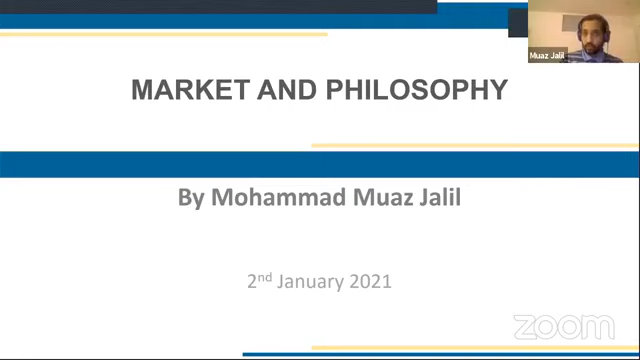 Muaz Jalil
MARKET AND PHILOSOPHY
By Mohammad Muaz Jalil
2nd January 2021
zoom